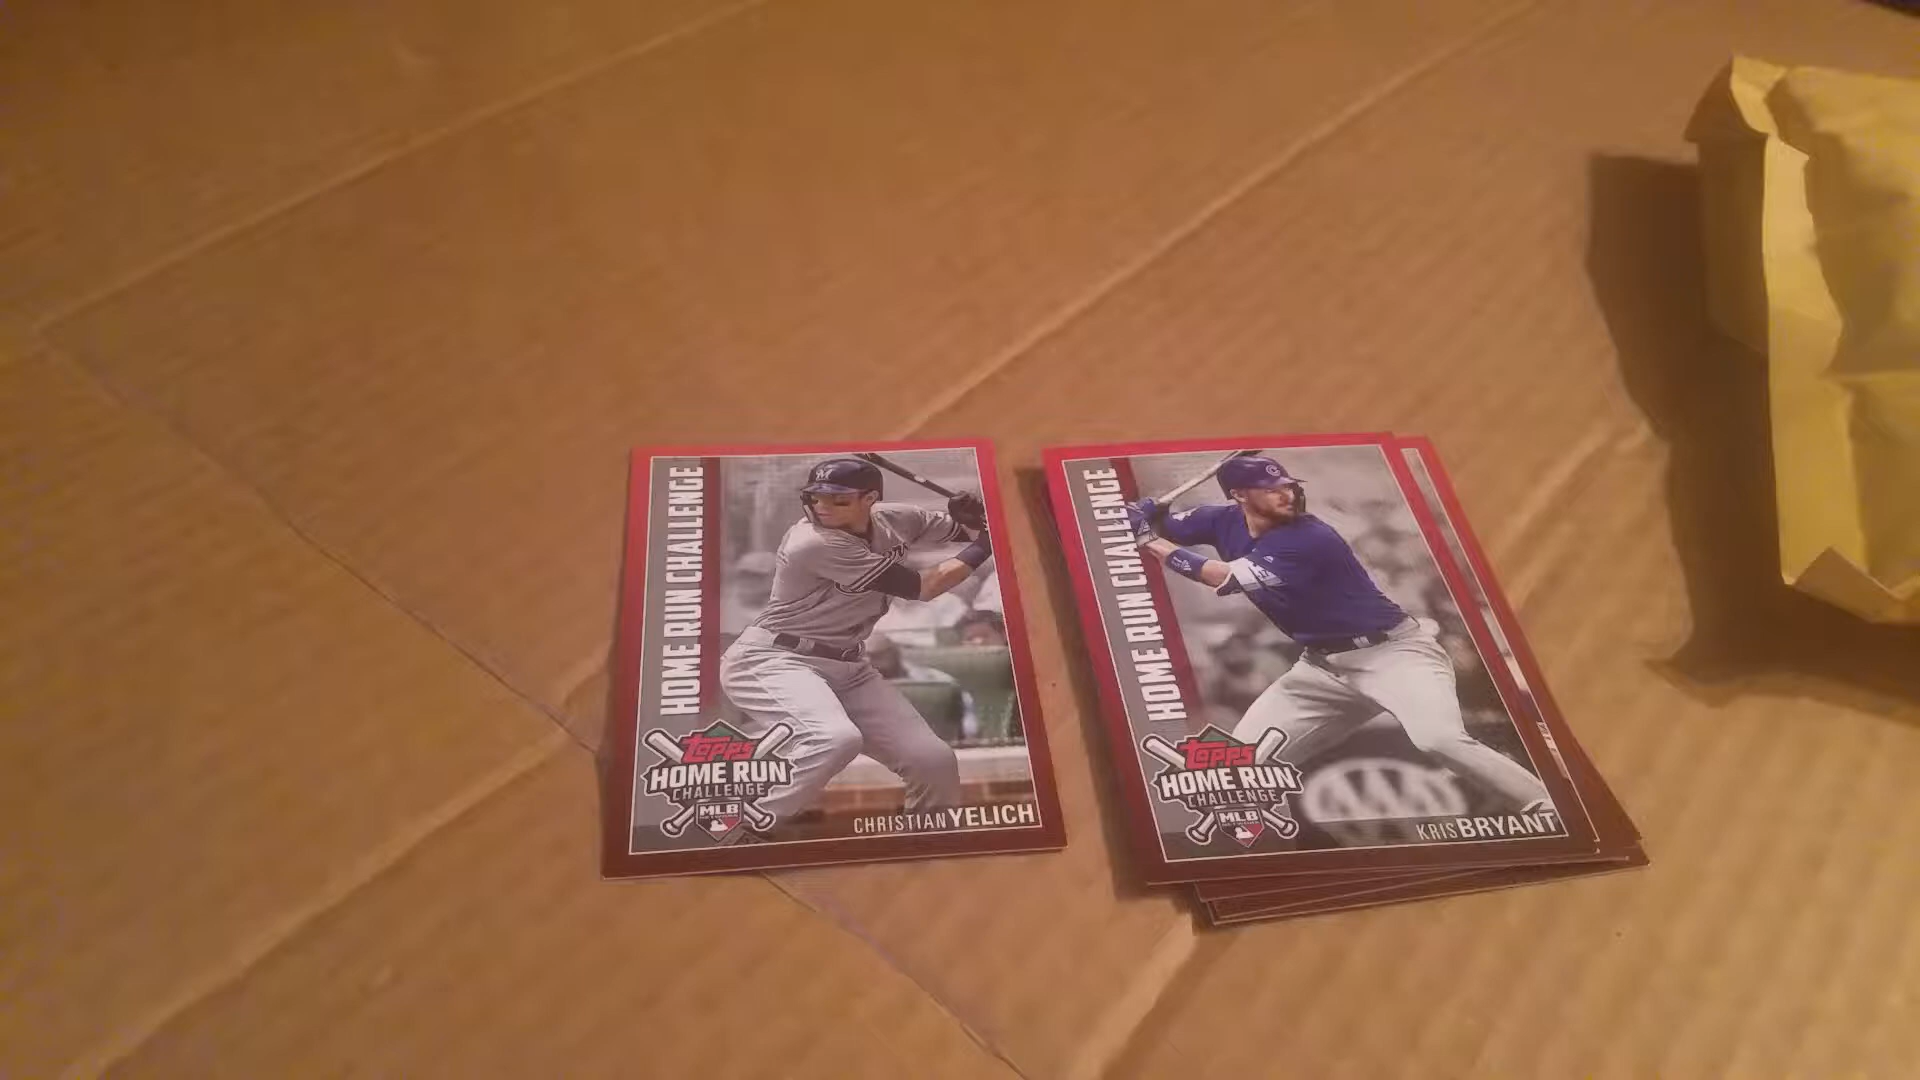 HOME RUN CHALLENGE
Topps
HOME RUN
CHALLENGE
MLB
CHRISTIAN YELICH
HOME RUN CHALLENGE
Topps
HOME RUN
CHALLENGE
MLB
KRIS BRYANT